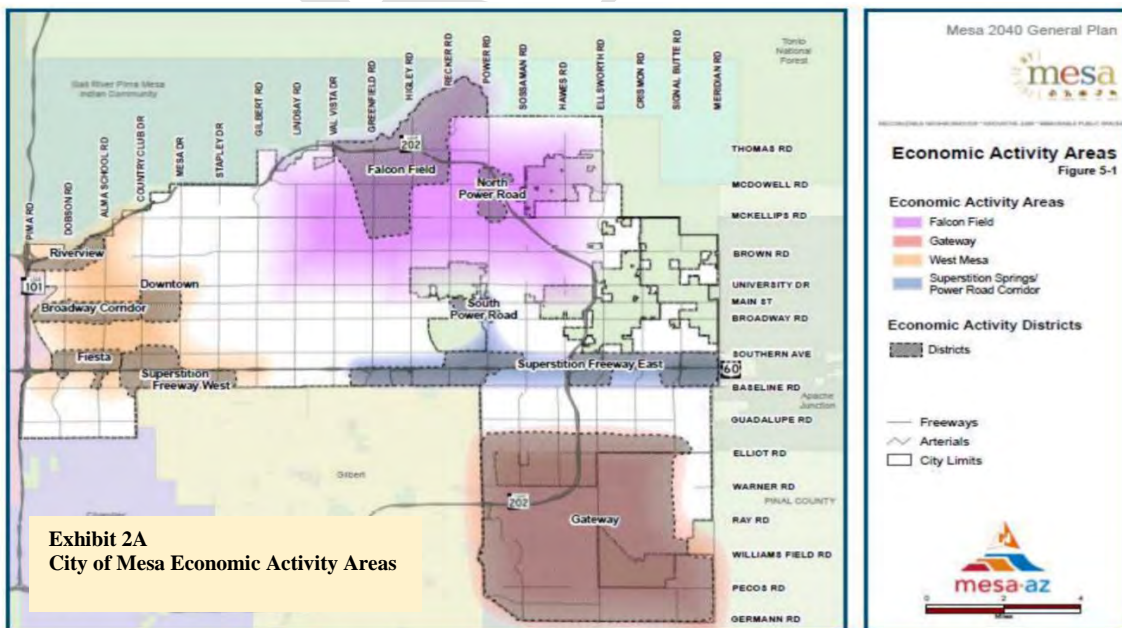 Gila River Pima Mesa
Indian Community
Tonto
National
Forest
PIMA RD
DOBSON RD
ALMA SCHOOL RD
COUNTRY CLUB DR
MESA DR
STAPLEY DR
GILBERT RD
LINDSAY RD
VAL VISTA DR
GREENFIELD RD
HIGLEY RD
RECKER RD
POWER RD
SOSSAMAN RD
HAWES RD
ELLSWORTH RD
CRISMON RD
SIGNAL BUTTE RD
MERIDIAN RD
THOMAS RD
MCDOWELL RD
MCKELLIPS RD
BROWN RD
UNIVERSITY DR
MAIN ST
BROADWAY RD
SOUTHERN AVE
BASELINE RD
GUADALUPE RD
ELLIOT RD
WARNER RD
RAY RD
WILLIAMS FIELD RD
PECOS RD
GERMANN RD
202
Falcon Field
North
Power Road
Riverview
101
Downtown
Broadway Corridor
South
Power Road
Fiesta
Superstition
Freeway West
Superstition Freeway East
60
Apache
Junction
Gilbert
202
Gateway
PINAL COUNTY
Exhibit 2A
City of Mesa Economic Activity Areas
Mesa 2040 General Plan
mesa
Economic Activity Areas
Figure 5-1
Economic Activity Areas
Falcon Field
Gateway
West Mesa
Superstition Springs/
Power Road Corridor
Economic Activity Districts
Districts
Freeways
Arterials
City Limits
mesa·az
0 2 4
Miles